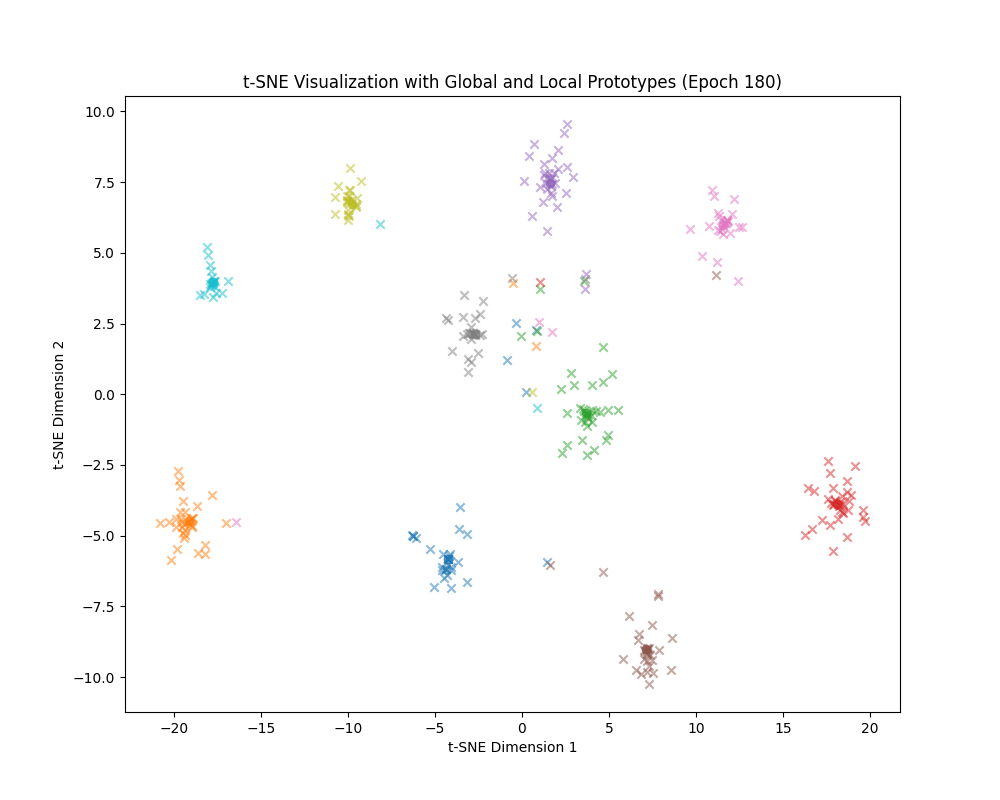 t-SNE Visualization with Global and Local Prototypes (Epoch 180)
10.0
7.5
5.0
2.5
0.0
−2.5
−5.0
−7.5
−10.0
t-SNE Dimension 2
−20 −15 −10 −5 0 5 10 15 20
t-SNE Dimension 1